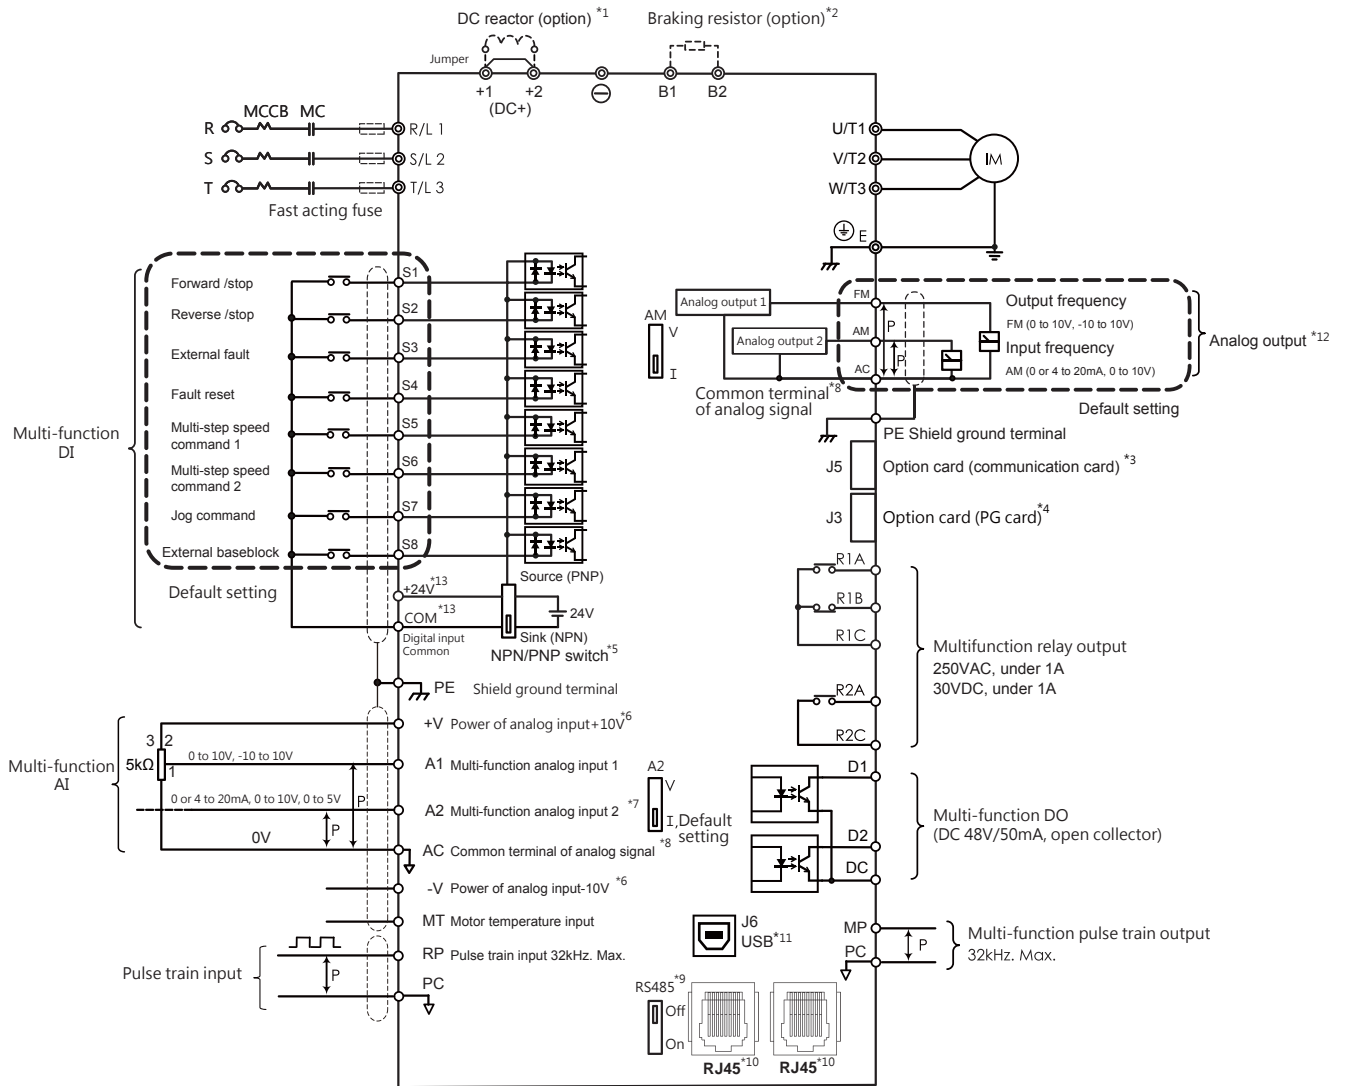 DC reactor (option) *1
Braking resistor (option) *2
Jumper
+1
+2
(DC+)
B1
B2
MCCB MC
R
R/L 1
S
S/L 2
T
T/L 3
Fast acting fuse
U/T1
V/T2
W/T3
IM
E
Multi-function
DI
Forward /stop
S1
Reverse /stop
S2
External fault
S3
Fault reset
S4
Multi-step speed
command 1
S5
Multi-step speed
command 2
S6
Jog command
S7
External baseblock
S8
Default setting
+24V*13
COM*13
Digital input
Common
Source (PNP)
24V
Sink (NPN)
NPN/PNP switch*5
PE Shield ground terminal
AM
V
I
Analog output 1
Analog output 2
FM
AM
AC
P
P
Common terminal*8
of analog signal
Output frequency
FM (0 to 10V, -10 to 10V)
Input frequency
AM (0 or 4 to 20mA, 0 to 10V)
Analog output *12
Default setting
PE Shield ground terminal
J5
Option card (communication card) *3
J3
Option card (PG card)*4
R1A
R1B
R1C
R2A
R2C
Multifunction relay output
250VAC, under 1A
30VDC, under 1A
Multi-function
AI
3 2
5kΩ
1
0 to 10V, -10 to 10V
0 or 4 to 20mA, 0 to 10V, 0 to 5V
0V
P
P
+V Power of analog input+10V*6
A1 Multi-function analog input 1
A2 Multi-function analog input 2 *7
AC Common terminal of analog signal*8
-V Power of analog input-10V *6
MT Motor temperature input
RP Pulse train input 32kHz. Max.
PC
Pulse train input
P
A2
V
I,Default
setting
D1
D2
DC
Multi-function DO
(DC 48V/50mA, open collector)
J6
USB*11
MP
PC
P
Multi-function pulse train output
32kHz. Max.
RS485*9
Off
On
RJ45*10
RJ45*10